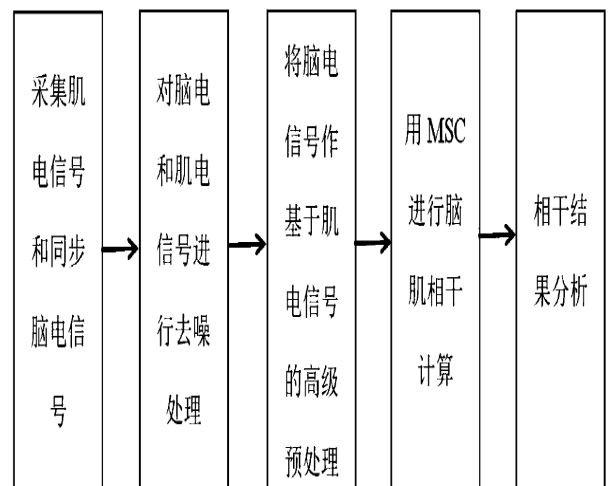 采集肌
电信号
和同步
脑电信
号
对脑电
和肌电
信号进
行去噪
处理
将脑电
信号作
基于肌
电信号
的高级
预处理
用 MSC
进行脑
肌相干
计算
相干结
果分析